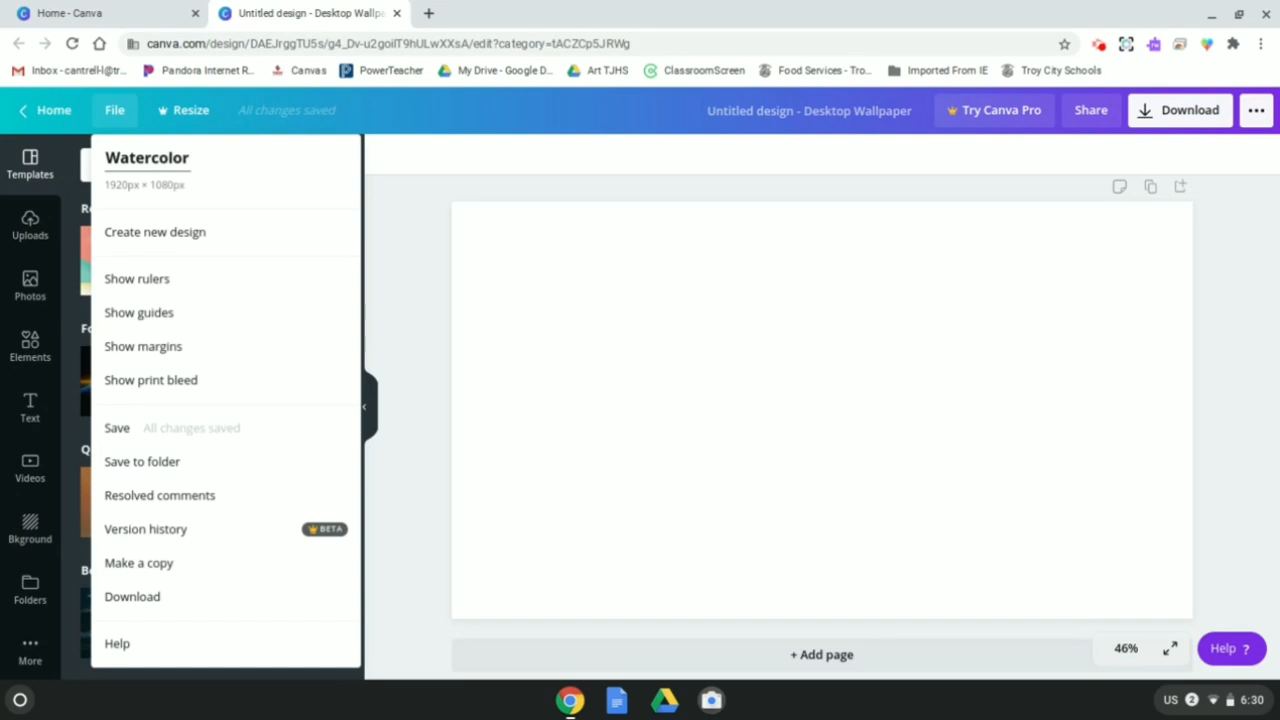 Home - Canva
Untitled design - Desktop Wallpa
canva.com/design/DAEJrggTU5s/g4_Dv-u2goiIT9hULwXXsA/edit?category=tACZCp5JRWg
Inbox - cantrell-l@tr...
Pandora Internet R...
Canvas
PowerTeacher
My Drive - Google D...
Art TJHS
ClassroomScreen
Food Services - Tro...
Imported From IE
Troy City Schools
Home
File
Resize
All changes saved
Untitled design - Desktop Wallpaper
Try Canva Pro
Share
Download
Templates
Uploads
Photos
Elements
Text
Videos
Bkground
Folders
More
Watercolor
1920px × 1080px
Create new design
Show rulers
Show guides
Show margins
Show print bleed
Save All changes saved
Save to folder
Resolved comments
Version history BETA
Make a copy
Download
Help
+ Add page
46%
Help ?
US 2 6:30